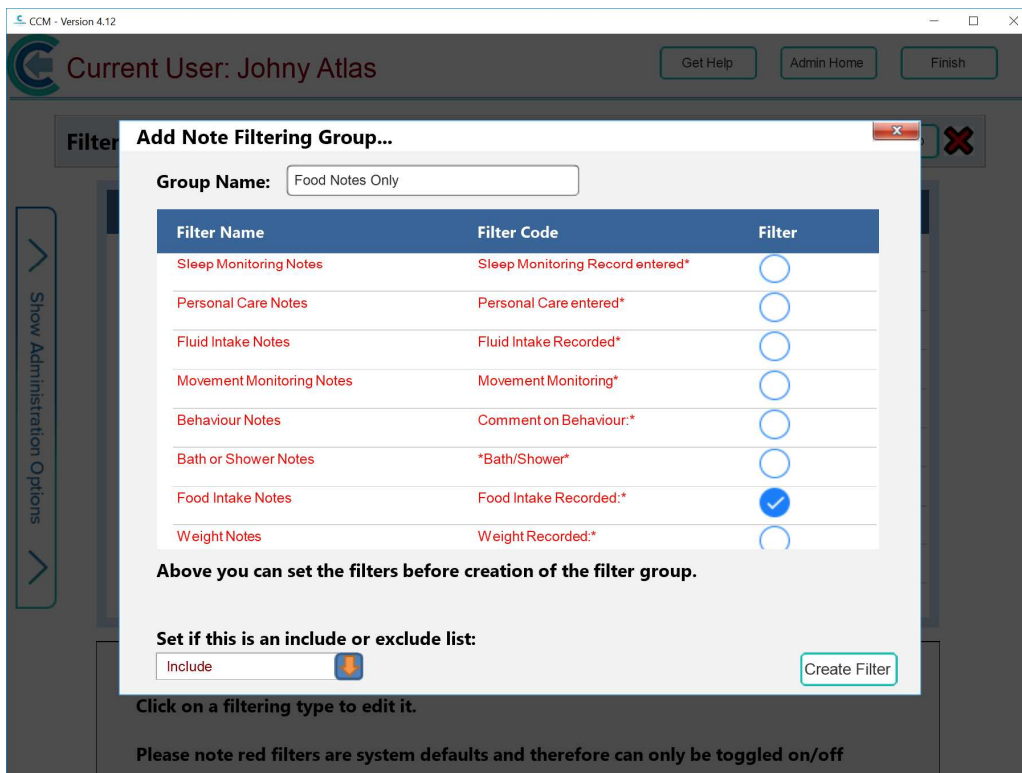 CCM - Version 4.12
Current User: Johny Atlas
Get Help
Admin Home
Finish
Filter
Add Note Filtering Group...
x
Group Name:
Food Notes Only
Filter Name Filter Code Filter
Sleep Monitoring Notes Sleep Monitoring Record entered*
Personal Care Notes Personal Care entered*
Fluid Intake Notes Fluid Intake Recorded*
Movement Monitoring Notes Movement Monitoring*
Behaviour Notes Comment on Behaviour:*
Bath or Shower Notes *Bath/Shower*
Food Intake Notes Food Intake Recorded:*
Weight Notes Weight Recorded:*
Show Administration Options
Above you can set the filters before creation of the filter group.
Set if this is an include or exclude list:
Include
Create Filter
Click on a filtering type to edit it.
Please note red filters are system defaults and therefore can only be toggled on/off